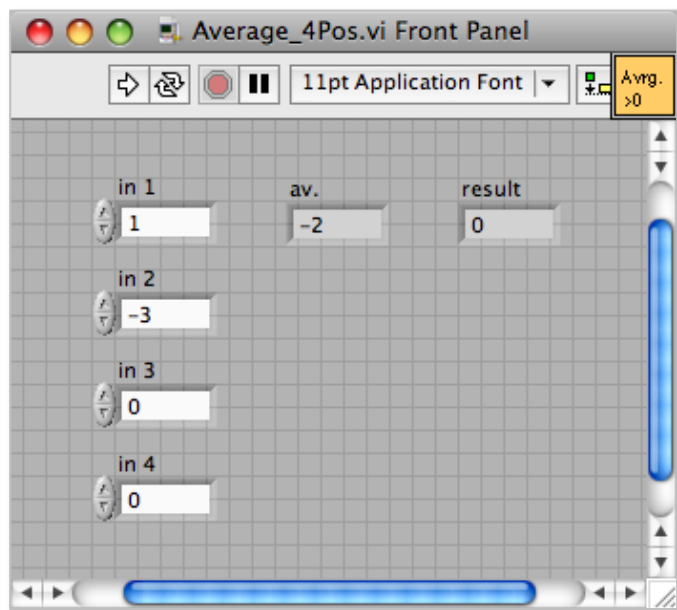 Average_4Pos.vi Front Panel
11pt Application Font
Avrg.
>0
in 1
av.
result
1
-2
0
in 2
-3
in 3
0
in 4
0